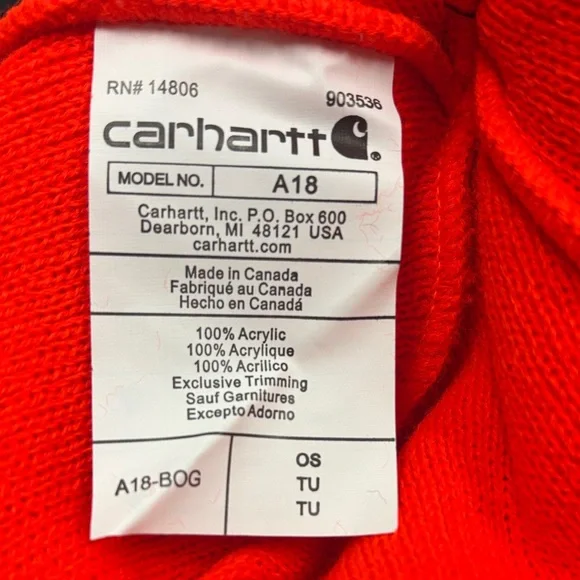 RN# 14806
903536
carhartt
MODEL NO. A18
Carhartt, Inc. P.O. Box 600
Dearborn, MI 48121 USA
carhartt.com
Made in Canada
Fabriqué au Canada
Hecho en Canadá
100% Acrylic
100% Acrylique
100% Acrilico
Exclusive Trimming
Sauf Garnitures
Excepto Adorno
A18-BOG
OS
TU
TU